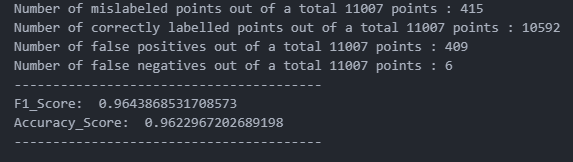 Number of mislabeled points out of a total 11007 points : 415
Number of correctly labelled points out of a total 11007 points : 10592
Number of false positives out of a total 11007 points : 409
Number of false negatives out of a total 11007 points : 6
----------------------------------------
F1_Score:  0.9643868531708573
Accuracy_Score:  0.9622967202689198
----------------------------------------